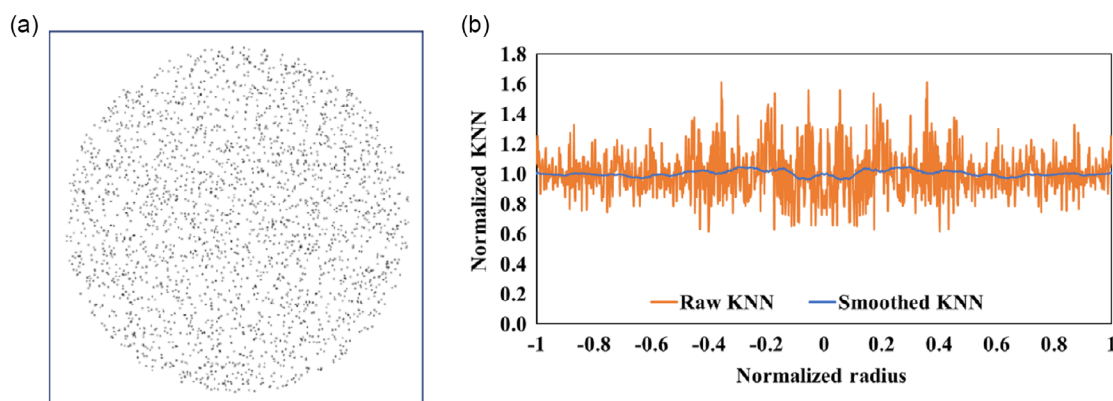 (a)
(b)
Normalized KNN
1.8
1.6
1.4
1.2
1.0
0.8
0.6
0.4
0.2
0.0
Raw KNN Smoothed KNN
-1 -0.8 -0.6 -0.4 -0.2 0 0.2 0.4 0.6 0.8 1
Normalized radius